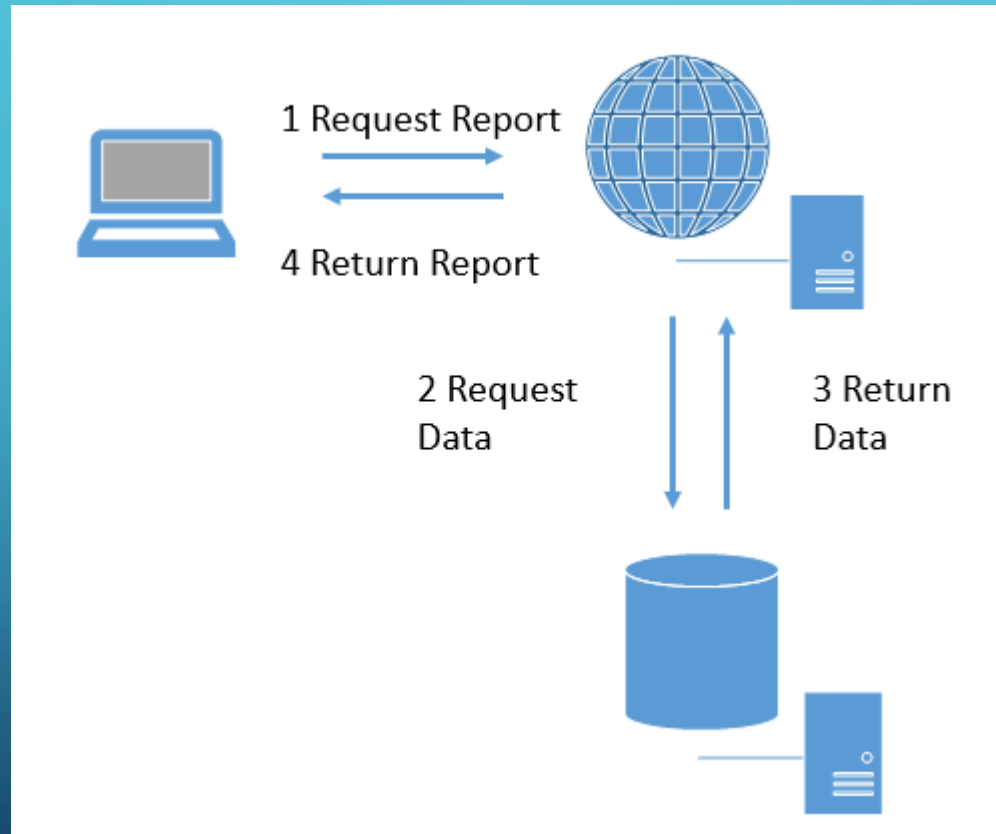 1 Request Report
4 Return Report
2 Request
Data
3 Return
Data